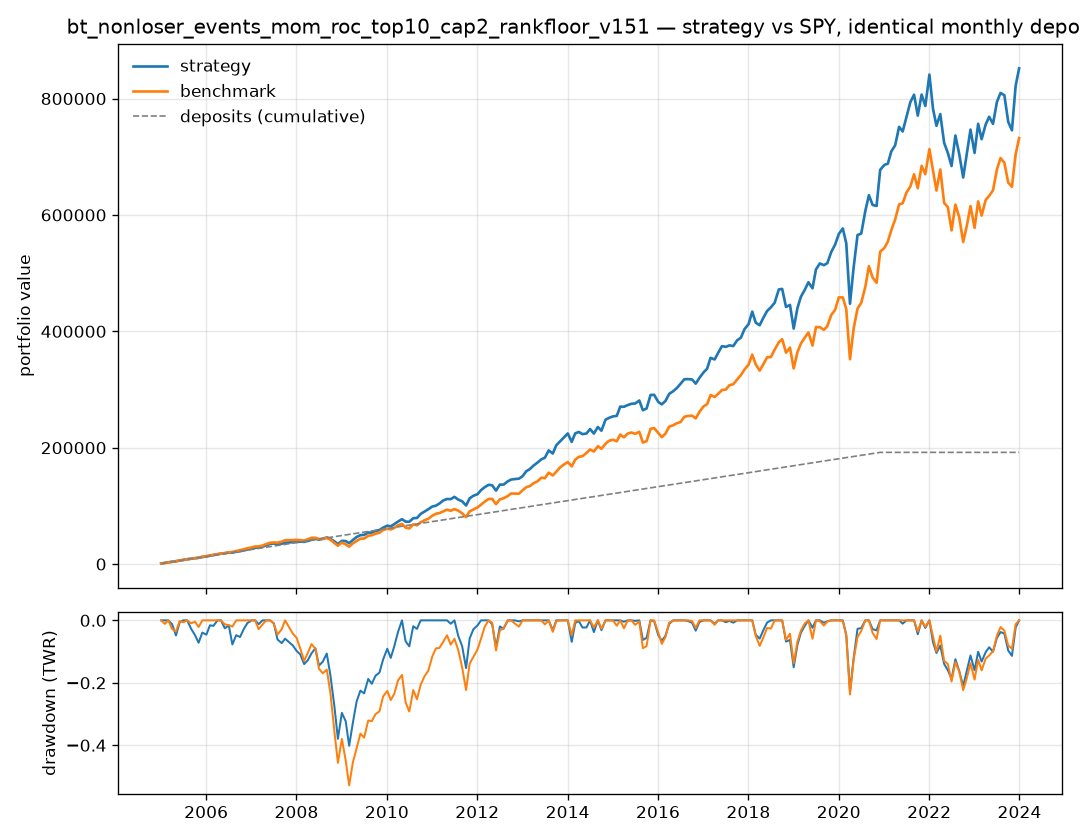 bt_nonloser_events_mom_roc_top10_cap2_rankfloor_v151 — strategy vs SPY, identical monthly depo
strategy
benchmark
deposits (cumulative)
portfolio value
800000
600000
400000
200000
0
drawdown (TWR)
0.0
−0.2
−0.4
2006 2008 2010 2012 2014 2016 2018 2020 2022 2024